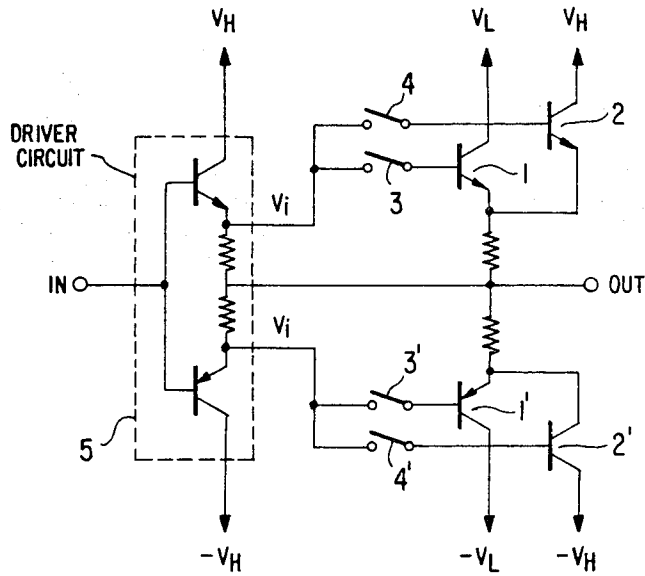 V_H
V_L
V_H
4
2
DRIVER
CIRCUIT
3
1
V_i
IN
OUT
V_i
3'
1'
2'
5
4'
-V_H
-V_L
-V_H